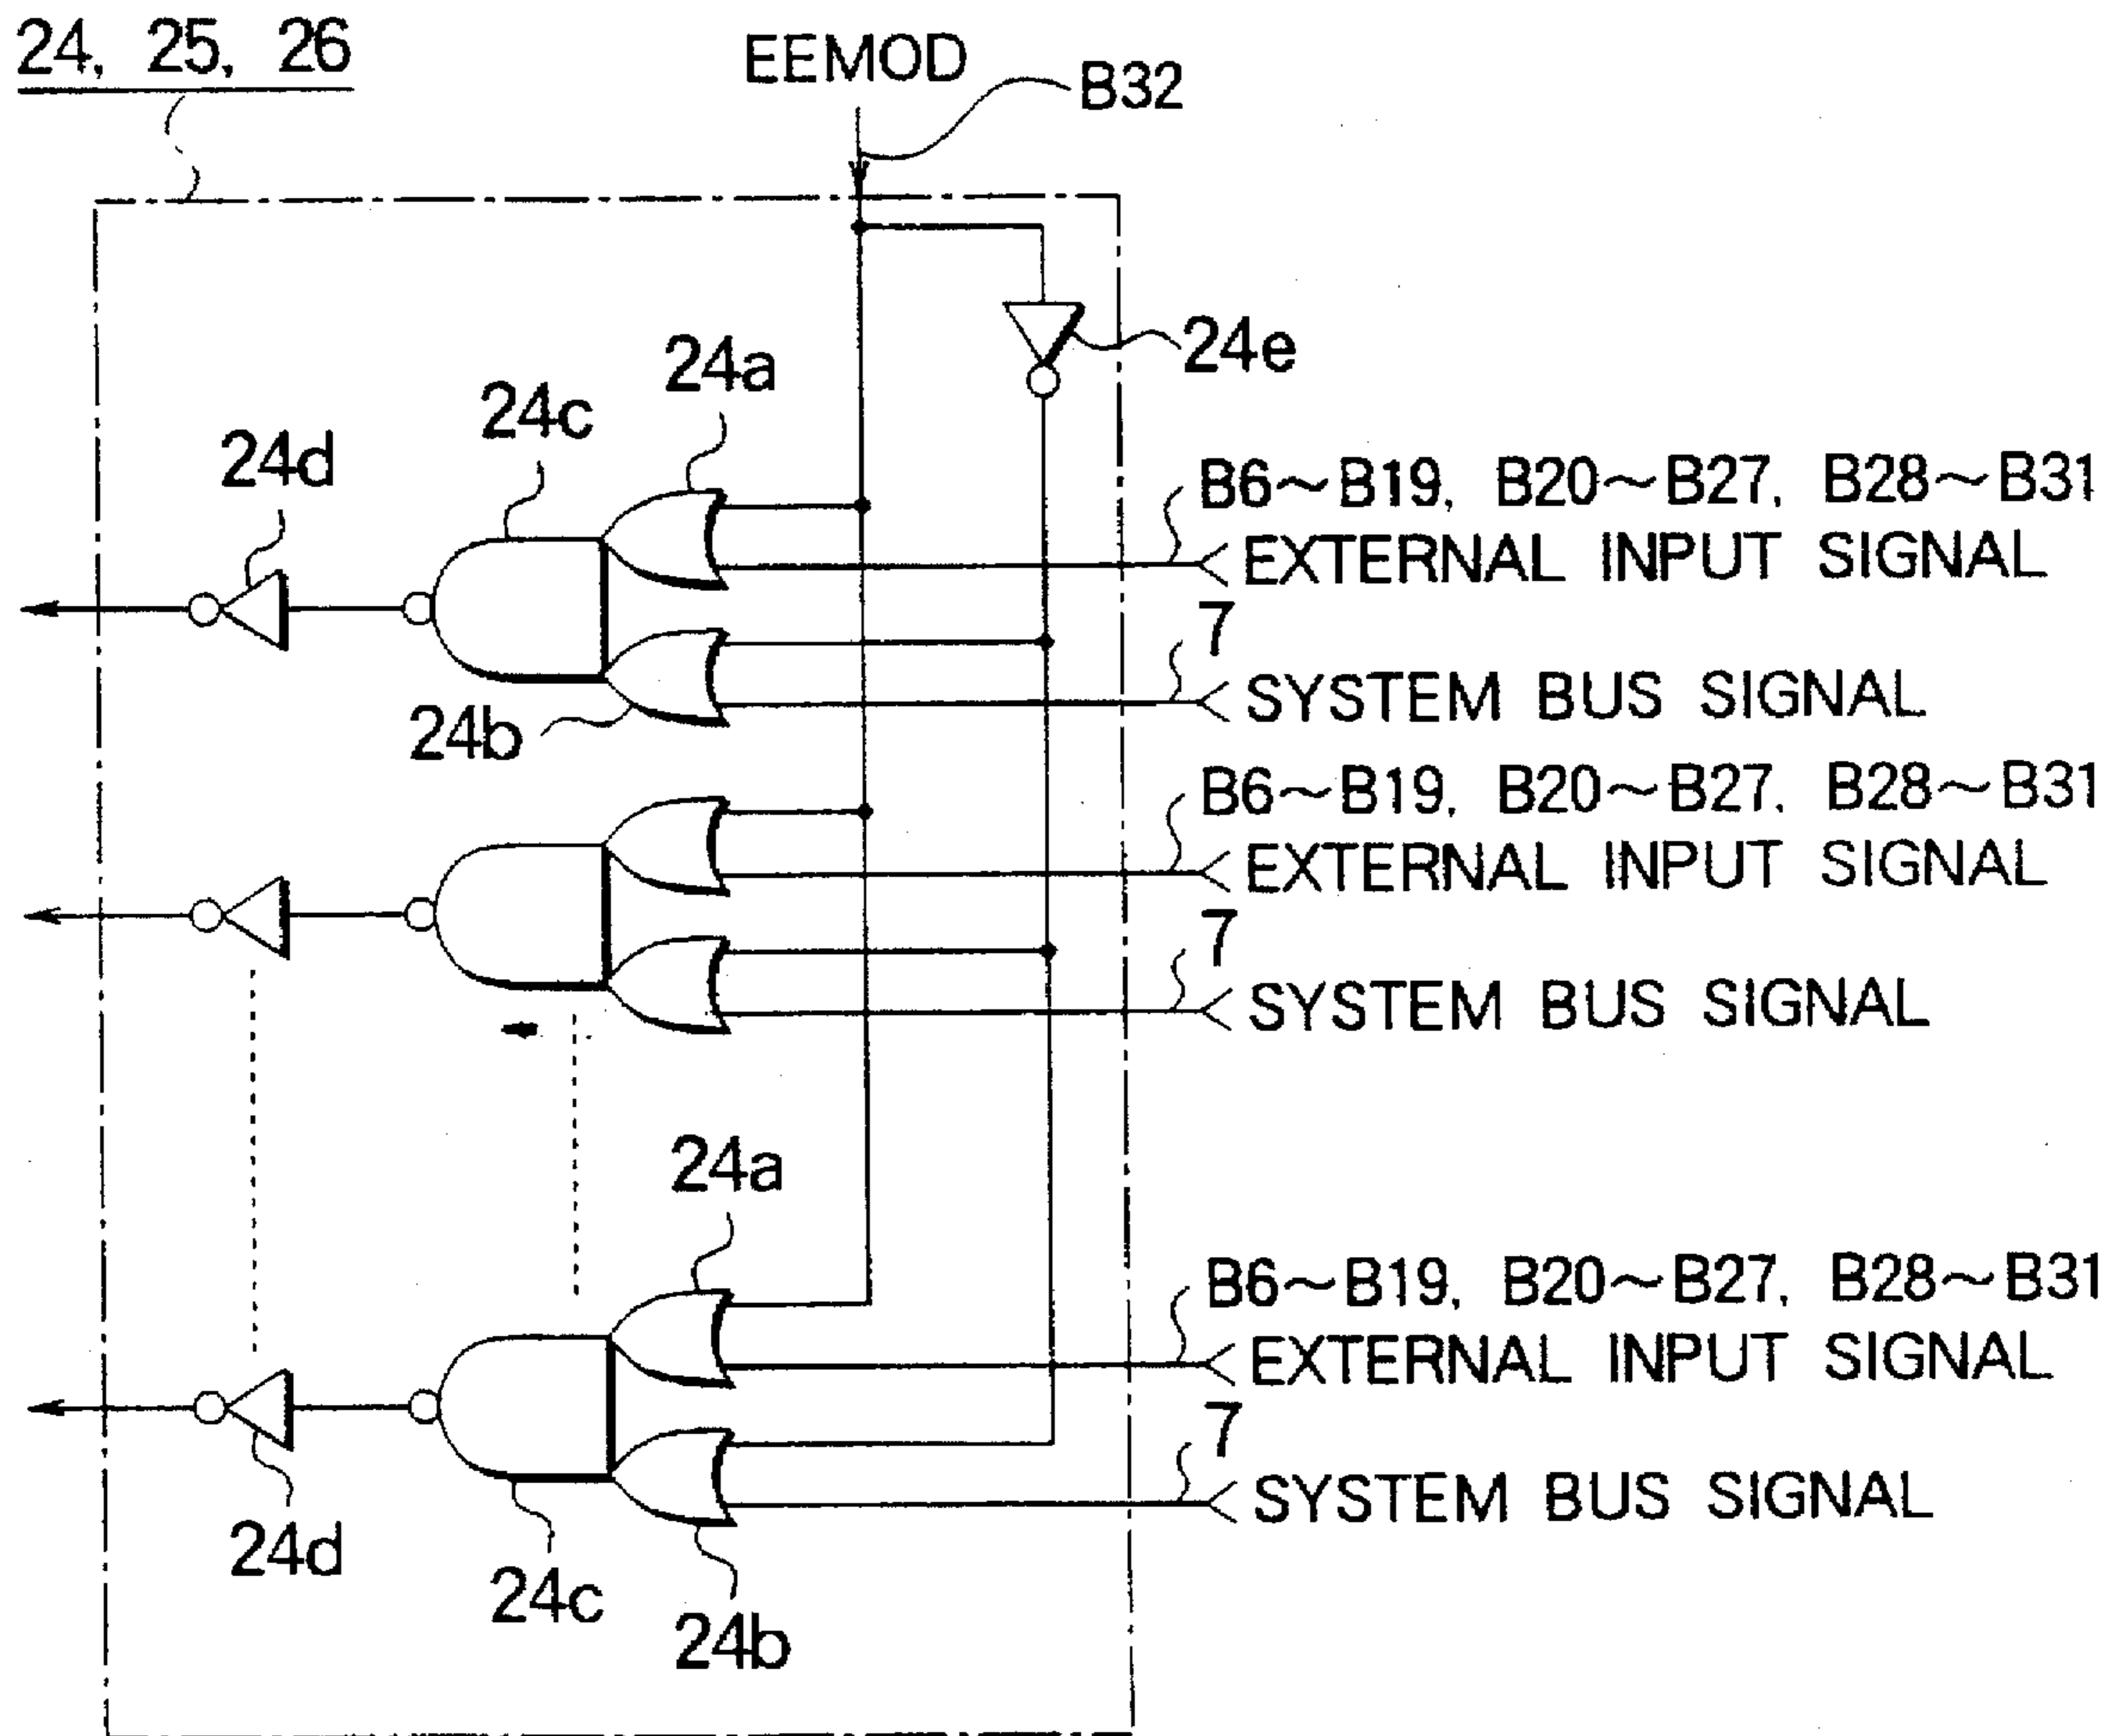 24, 25, 26
EEMOD
B32
24e
24a
24c
24d
B6~B19, B20~B27, B28~B31
EXTERNAL INPUT SIGNAL
7
SYSTEM BUS SIGNAL
24b
B6~B19, B20~B27, B28~B31
EXTERNAL INPUT SIGNAL
7
SYSTEM BUS SIGNAL
24a
B6~B19, B20~B27, B28~B31
EXTERNAL INPUT SIGNAL
7
SYSTEM BUS SIGNAL
24d
24c
24b